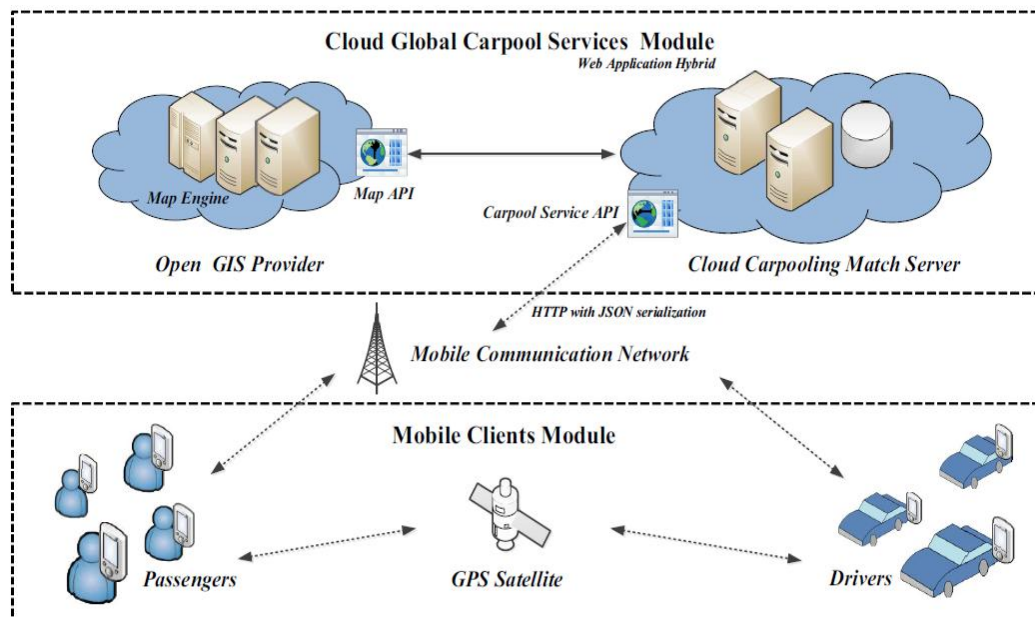 Cloud Global Carpool Services Module
Web Application Hybrid
Map Engine
Map API
Carpool Service API
Open GIS Provider
Cloud Carpooling Match Server
HTTP with JSON serialization
Mobile Communication Network
Mobile Clients Module
Passengers
GPS Satellite
Drivers